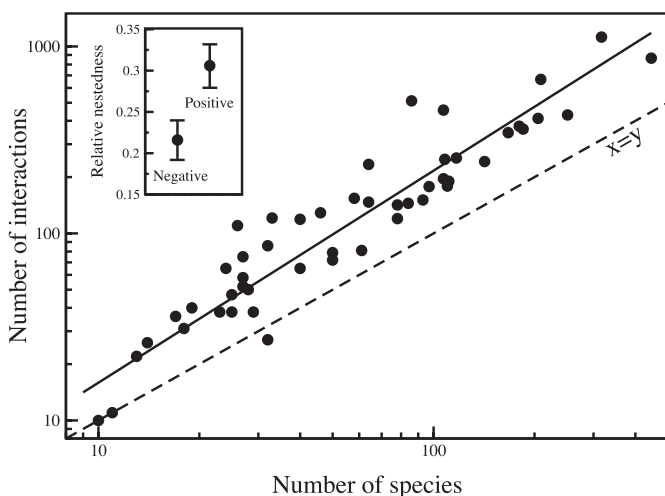 1000
100
10
10
100
Number of interactions
Number of species
0.35
0.3
0.25
0.2
0.15
Relative nestedness
Positive
Negative
x=y